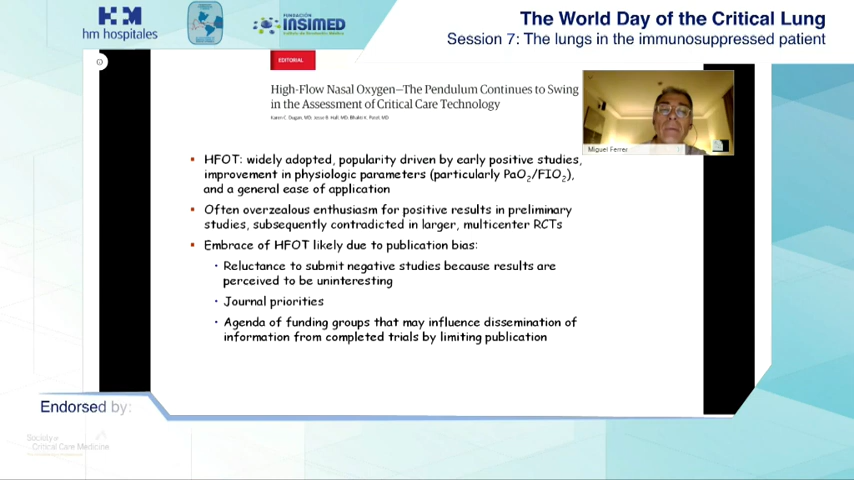 hm hospitales
FUNDACIÓN
INSIMED
The World Day of the Critical Lung
Session 7: The lungs in the immunosuppressed patient
EDITORIAL
High-Flow Nasal Oxygen—The Pendulum Continues to Swing
in the Assessment of Critical Care Technology
Miguel Ferrer
HFOT: widely adopted, popularity driven by early positive studies,
improvement in physiologic parameters (particularly PaO2/FIO2),
and a general ease of application
Often overzealous enthusiasm for positive results in preliminary
studies, subsequently contradicted in larger, multicenter RCTs
Embrace of HFOT likely due to publication bias:
Reluctance to submit negative studies because results are
perceived to be uninteresting
Journal priorities
Agenda of funding groups that may influence dissemination of
information from completed trials by limiting publication
Endorsed by:
Society of
Critical Care Medicine